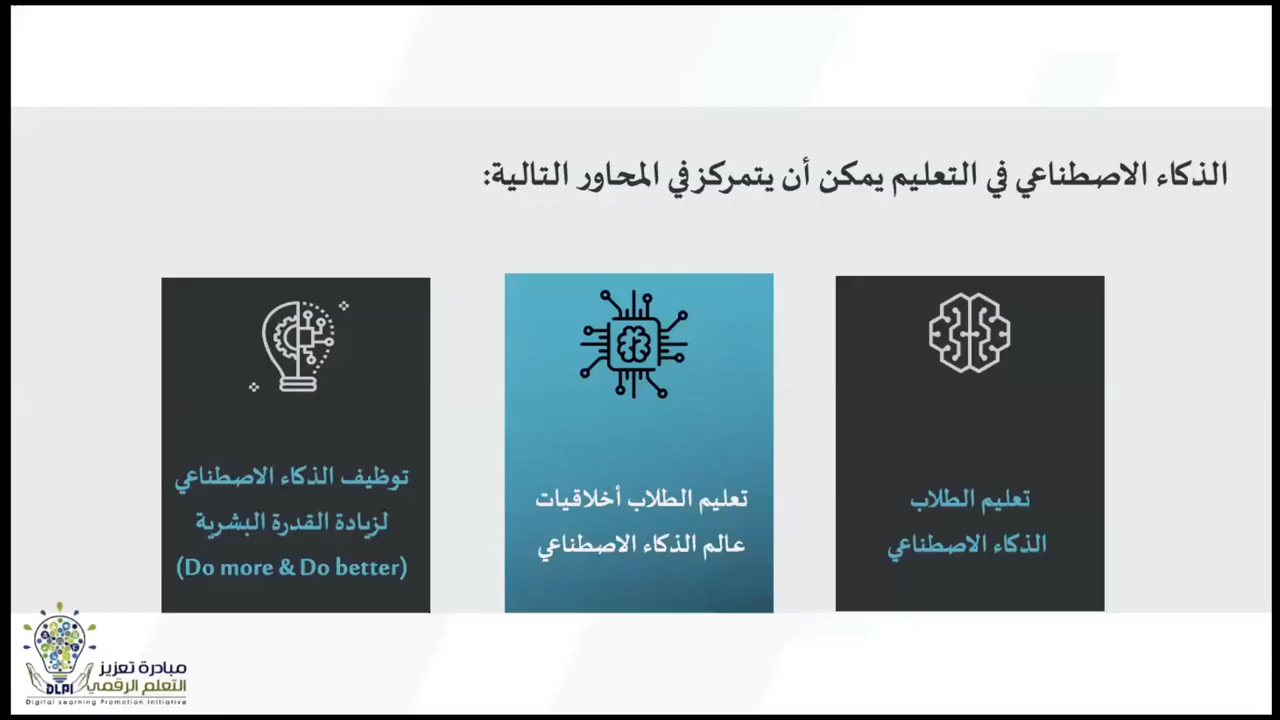 الذكاء الاصطناعي في التعليم يمكن أن يتمركز في المحاور التالية:
تعليم الطلاب
الذكاء الاصطناعي
تعليم الطلاب أخلاقيات
عالم الذكاء الاصطناعي
توظيف الذكاء الاصطناعي
لزيادة القدرة البشرية
(Do more & Do better)
مبادرة تعزيز
التعلم الرقمي
DLPI
Digital Learning Promotion Initiative